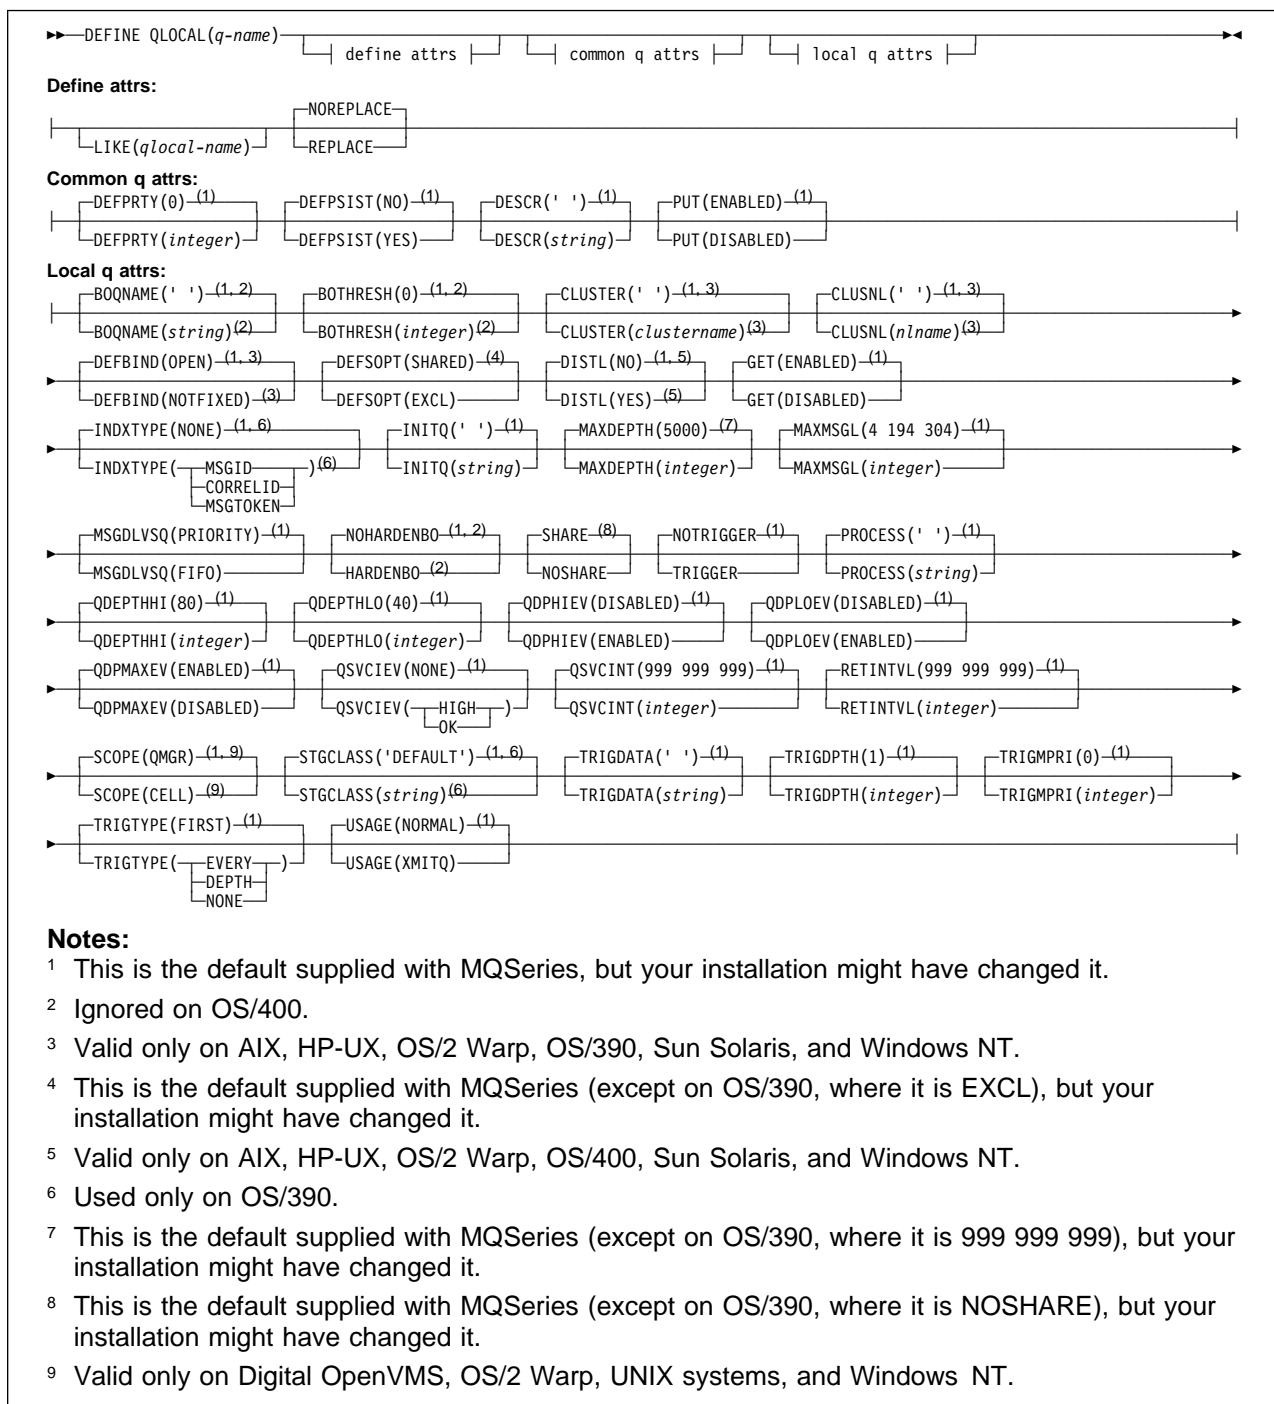 DEFINE QLOCAL(q-name)
define attrs common q attrs local q attrs
Define attrs:
NOREPLACE
LIKE(qlocal-name) REPLACE
Common q attrs:
DEFPRTY(0) (1) DEFPSIST(NO) (1) DESCR(' ') (1) PUT(ENABLED) (1)
DEFPRTY(integer) DEFPSIST(YES) DESCR(string) PUT(DISABLED)
Local q attrs:
BOQNAME(' ') (1, 2) BOTHRESH(0) (1, 2) CLUSTER(' ') (1, 3) CLUSNL(' ') (1, 3)
BOQNAME(string) (2) BOTHRESH(integer) (2) CLUSTER(clustername) (3) CLUSNL(nlname) (3)
DEFBIND(OPEN) (1, 3) DEFSOPT(SHARED) (4) DISTL(NO) (1, 5) GET(ENABLED) (1)
DEFBIND(NOTFIXED) (3) DEFSOPT(EXCL) DISTL(YES) (5) GET(DISABLED)
INDXTYPE(NONE) (1, 6) INITQ(' ') (1) MAXDEPTH(5000) (7) MAXMSGL(4 194 304) (1)
INDXTYPE( MSGID ) (6) INITQ(string) MAXDEPTH(integer) MAXMSGL(integer)
CORRELID
MSGTOKEN
MSGDLVSQ(PRIORITY) (1) NOHARDENBO (1, 2) SHARE (8) NOTRIGGER (1) PROCESS(' ') (1)
MSGDLVSQ(FIFO) HARDENBO (2) NOSHARE TRIGGER PROCESS(string)
QDEPTHHI(80) (1) QDEPTHLO(40) (1) QDPHIEV(DISABLED) (1) QDPLOEV(DISABLED) (1)
QDEPTHHI(integer) QDEPTHLO(integer) QDPHIEV(ENABLED) QDPLOEV(ENABLED)
QDPMAXEV(ENABLED) (1) QSVCIEV(NONE) (1) QSVCINT(999 999 999) (1) RETINTVL(999 999 999) (1)
QDPMAXEV(DISABLED) QSVCIEV( HIGH ) QSVCINT(integer) RETINTVL(integer)
OK
SCOPE(QMGR) (1, 9) STGCLASS('DEFAULT') (1, 6) TRIGDATA(' ') (1) TRIGDPTH(1) (1) TRIGMPRI(0) (1)
SCOPE(CELL) (9) STGCLASS(string) (6) TRIGDATA(string) TRIGDPTH(integer) TRIGMPRI(integer)
TRIGTYPE(FIRST) (1) USAGE(NORMAL) (1)
TRIGTYPE( EVERY ) USAGE(XMITQ)
DEPTH
NONE
Notes:
1 This is the default supplied with MQSeries, but your installation might have changed it.
2 Ignored on OS/400.
3 Valid only on AIX, HP-UX, OS/2 Warp, OS/390, Sun Solaris, and Windows NT.
4 This is the default supplied with MQSeries (except on OS/390, where it is EXCL), but your
installation might have changed it.
5 Valid only on AIX, HP-UX, OS/2 Warp, OS/400, Sun Solaris, and Windows NT.
6 Used only on OS/390.
7 This is the default supplied with MQSeries (except on OS/390, where it is 999 999 999), but your
installation might have changed it.
8 This is the default supplied with MQSeries (except on OS/390, where it is NOSHARE), but your
installation might have changed it.
9 Valid only on Digital OpenVMS, OS/2 Warp, UNIX systems, and Windows NT.